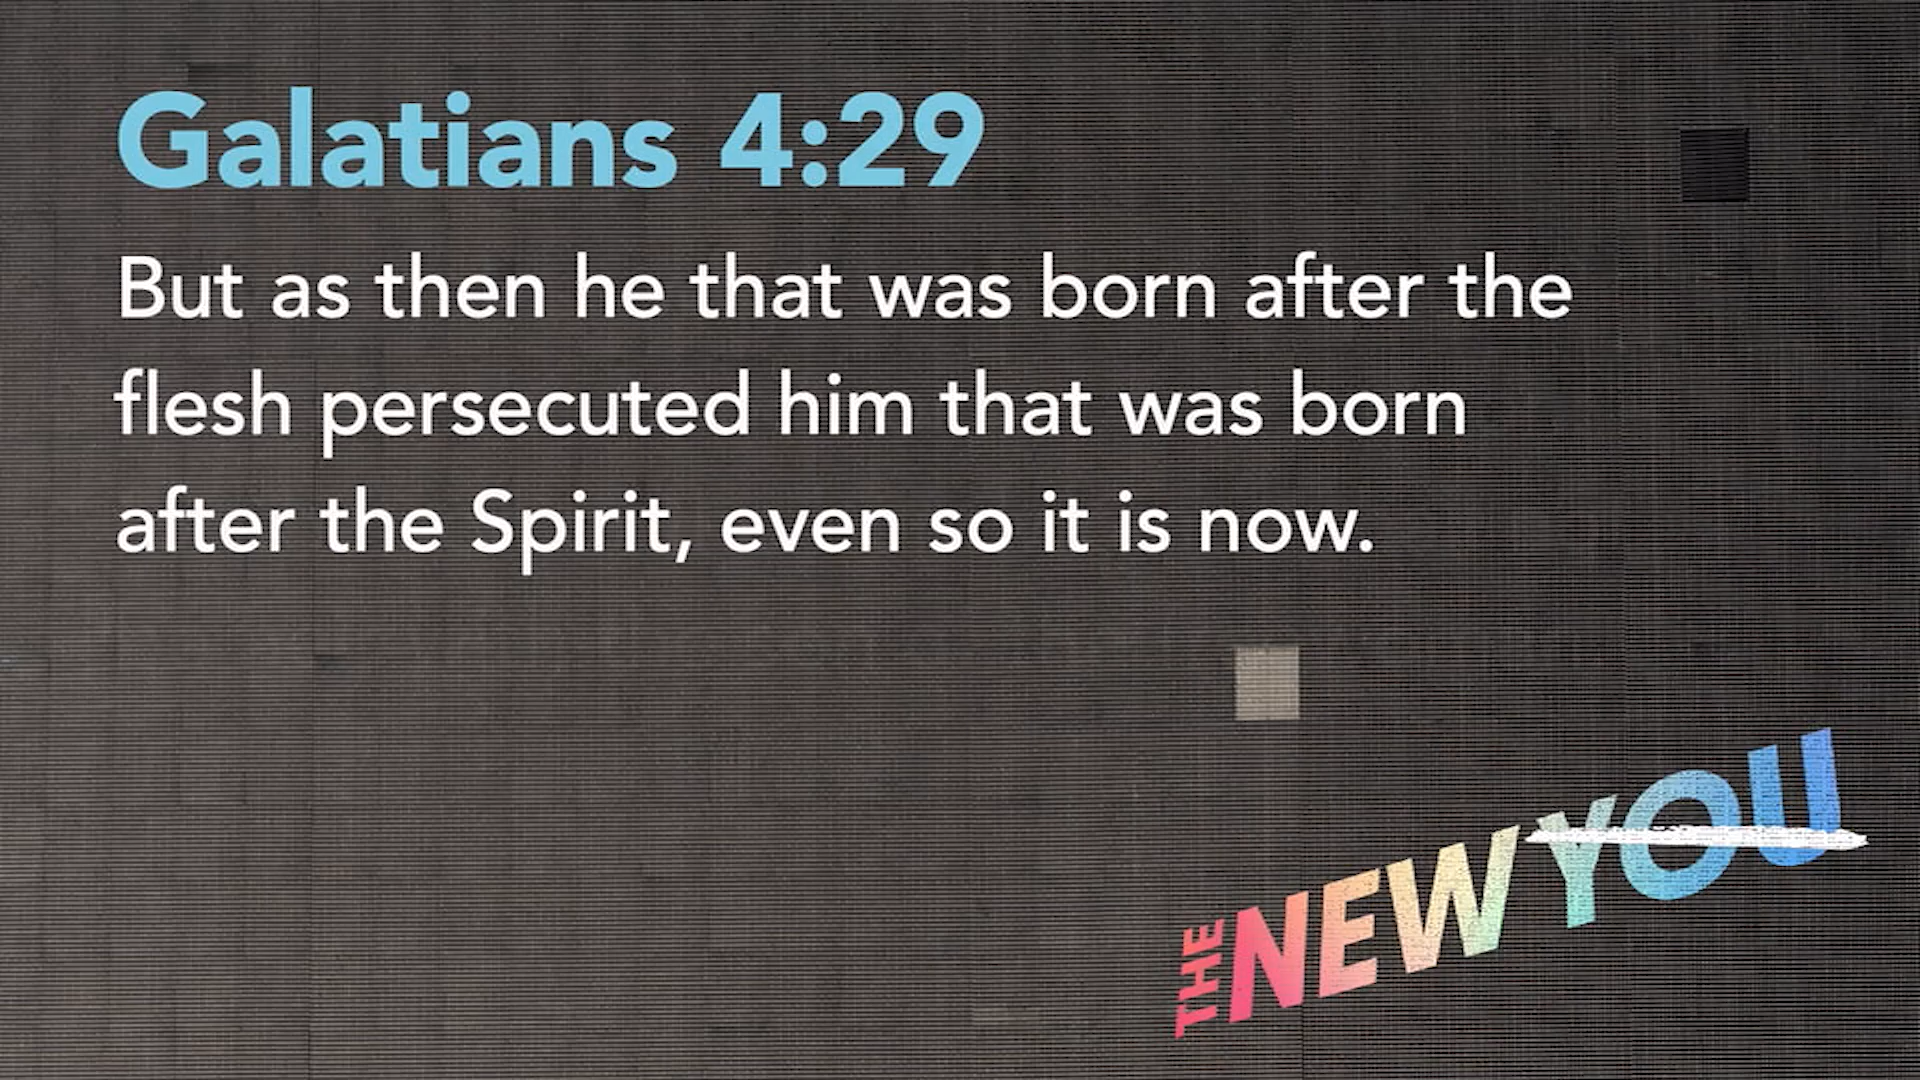 Galatians 4:29
But as then he that was born after the
flesh persecuted him that was born
after the Spirit, even so it is now.
THE NEW YOU